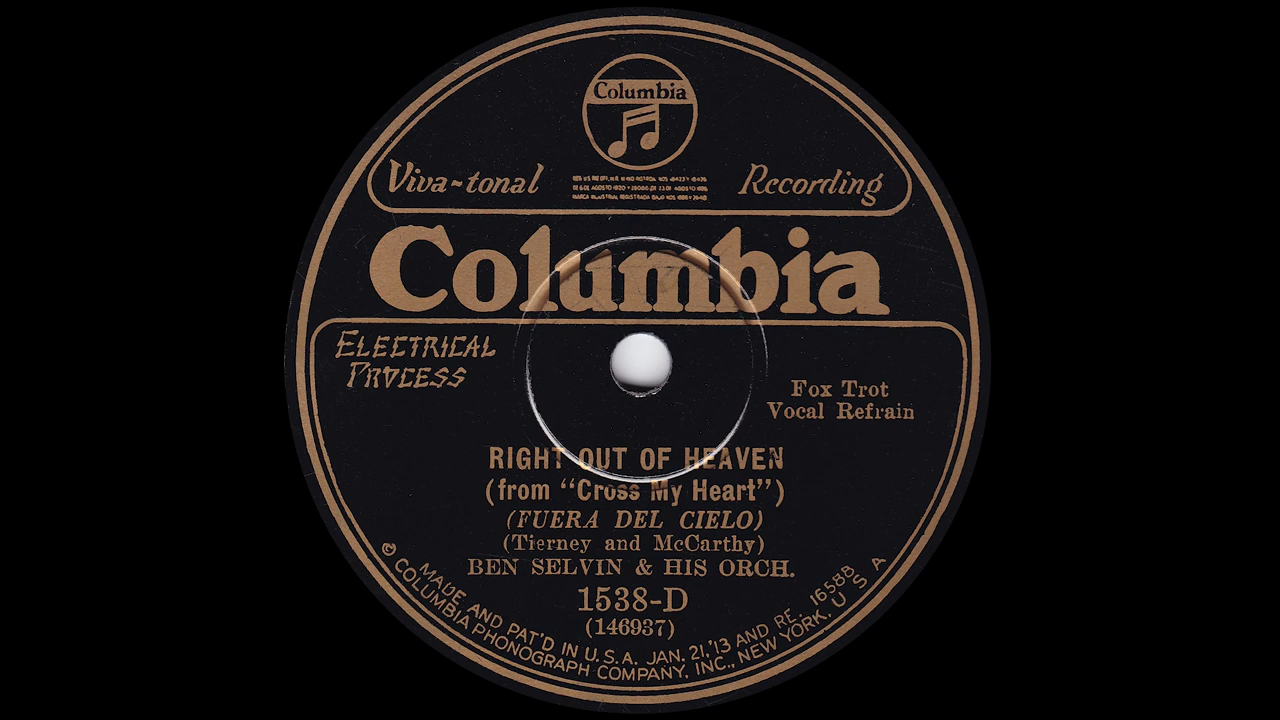 Columbia
Viva-tonal Recording
Columbia
ELECTRICAL
PROCESS
Fox Trot
Vocal Refrain
RIGHT OUT OF HEAVEN
(from “Cross My Heart”)
(FUERA DEL CIELO)
(Tierney and McCarthy)
BEN SELVIN & HIS ORCH.
1538-D
(146937)
MADE AND PAT'D IN U.S.A. JAN. 21,'13 AND RE. 16588
© COLUMBIA PHONOGRAPH COMPANY, INC., NEW YORK, U S A